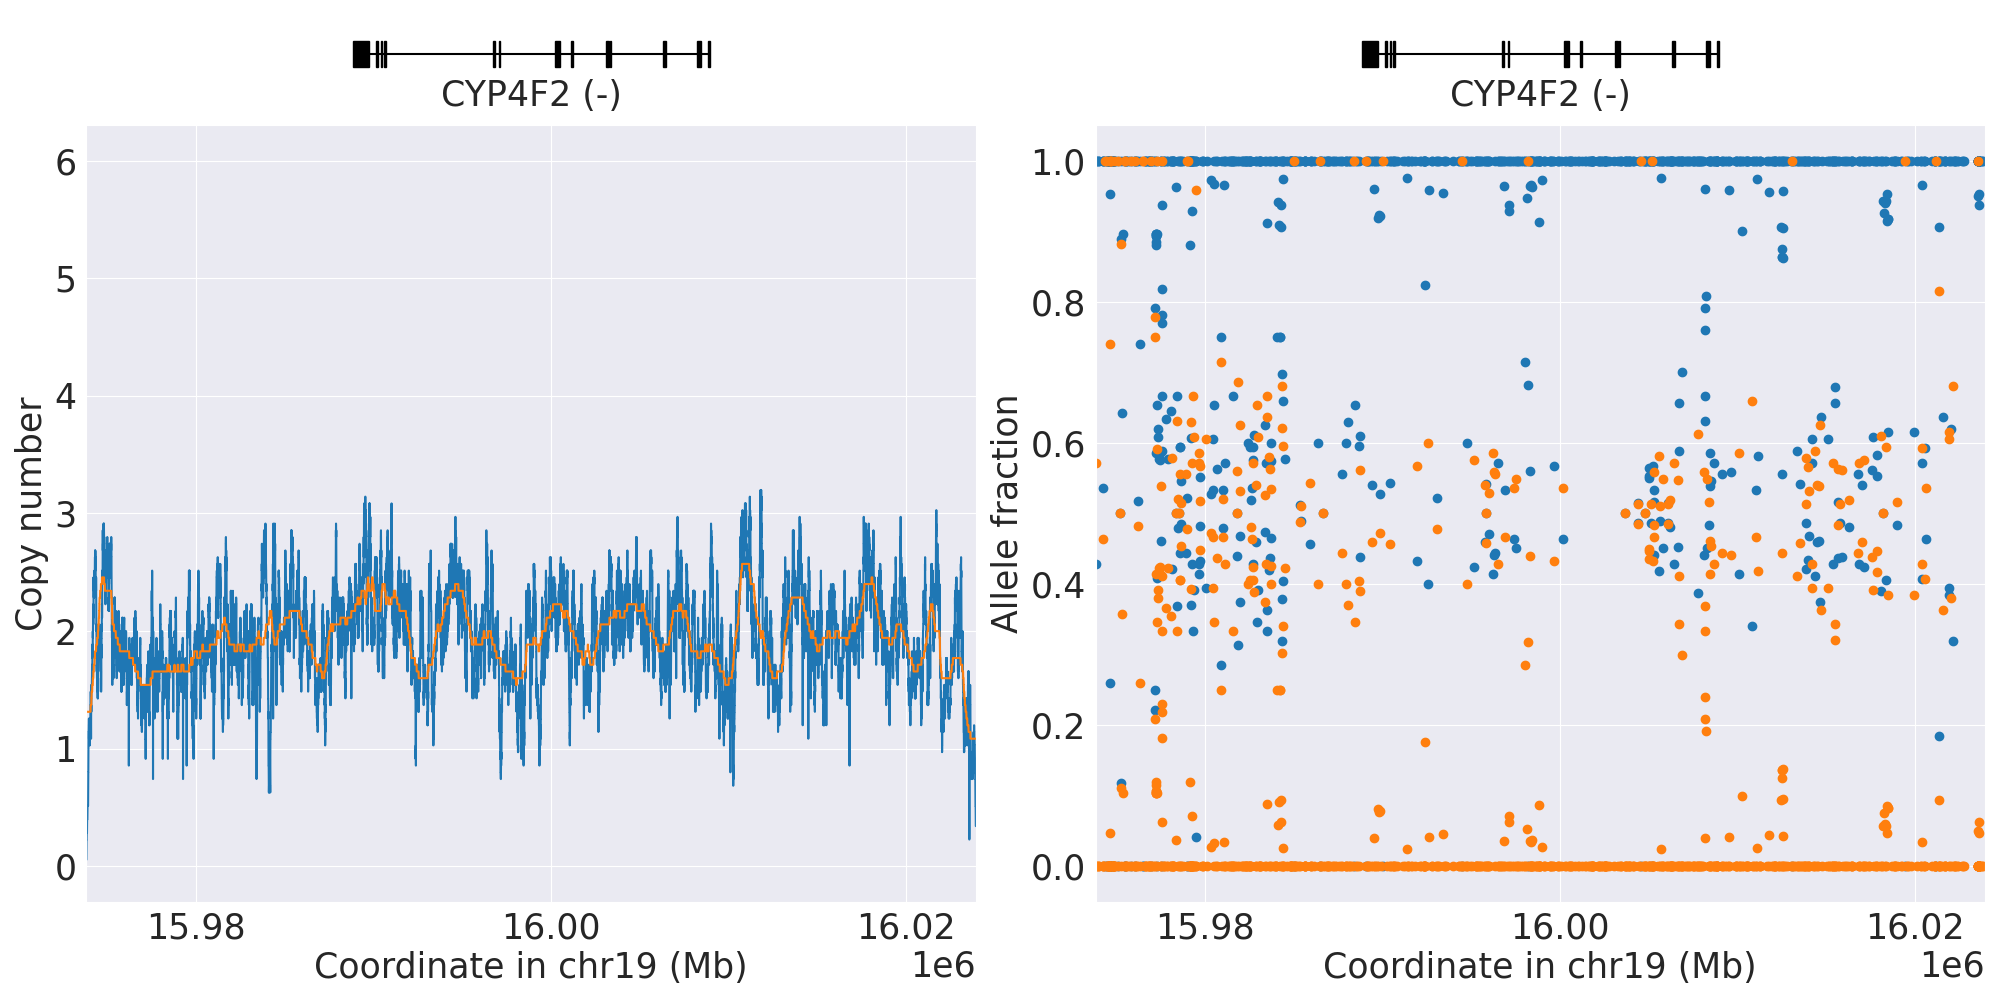 CYP4F2 (-)
6
5
4
3
2
1
0
Copy number
15.98
16.00
16.02
Coordinate in chr19 (Mb)
1e6
CYP4F2 (-)
1.0
0.8
0.6
0.4
0.2
0.0
Allele fraction
15.98
16.00
16.02
Coordinate in chr19 (Mb)
1e6